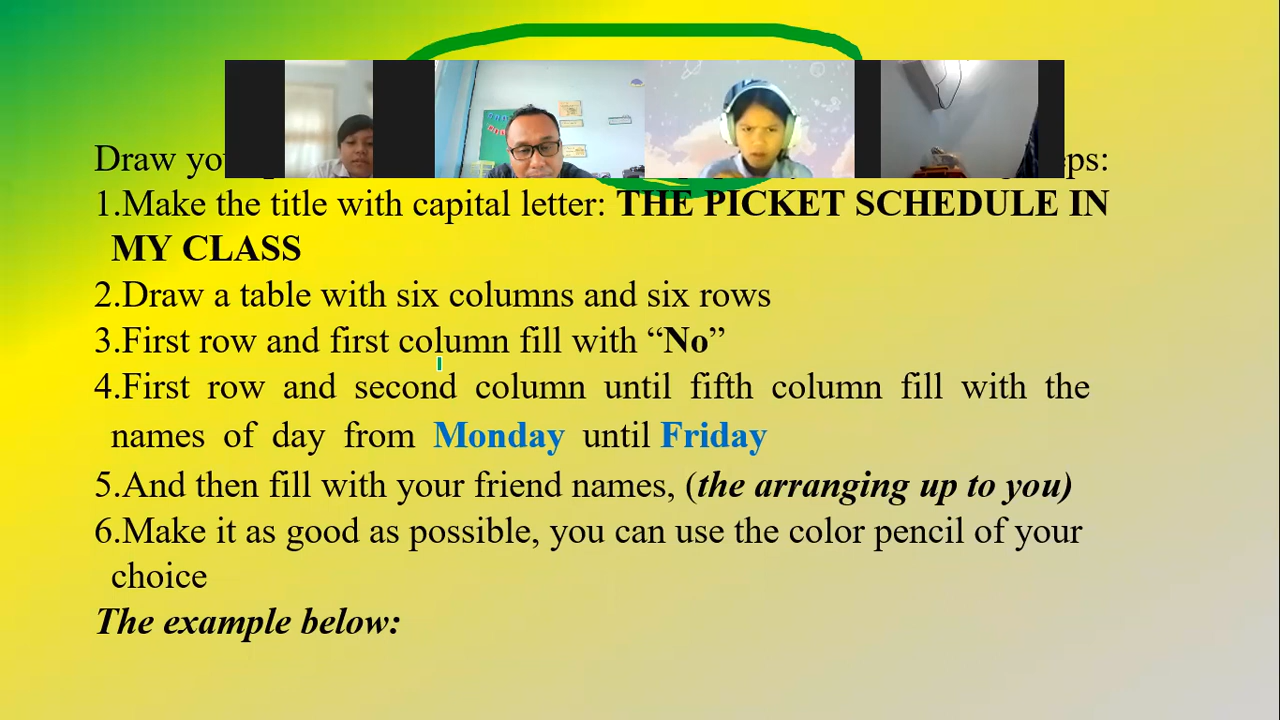 Draw eps:
1.Make the title with capital letter: THE PICKET SCHEDULE IN
MY CLASS
2.Draw a table with six columns and six rows
3.First row and first column fill with “No”
4.First row and second column until fifth column fill with the
names of day from Monday until Friday
5.And then fill with your friend names, (the arranging up to you)
6.Make it as good as possible, you can use the color pencil of your
choice
The example below: